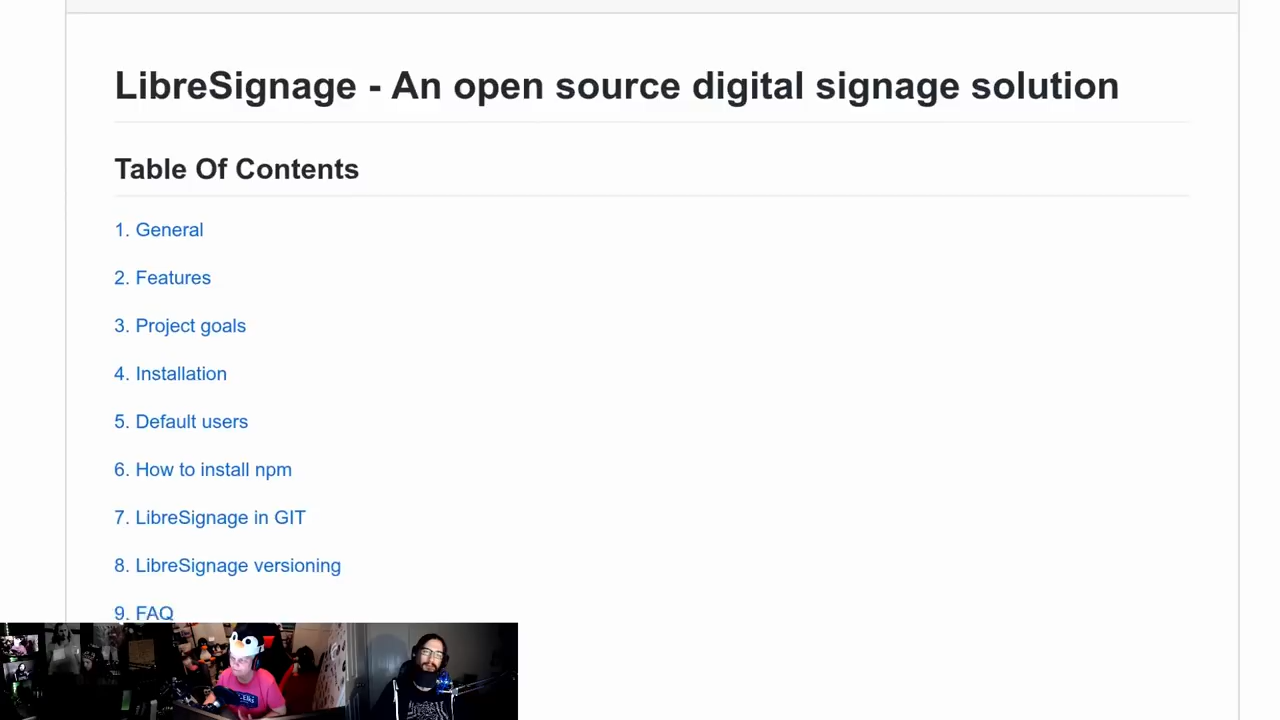 LibreSignage - An open source digital signage solution
Table Of Contents
1. General
2. Features
3. Project goals
4. Installation
5. Default users
6. How to install npm
7. LibreSignage in GIT
8. LibreSignage versioning
9. FAQ